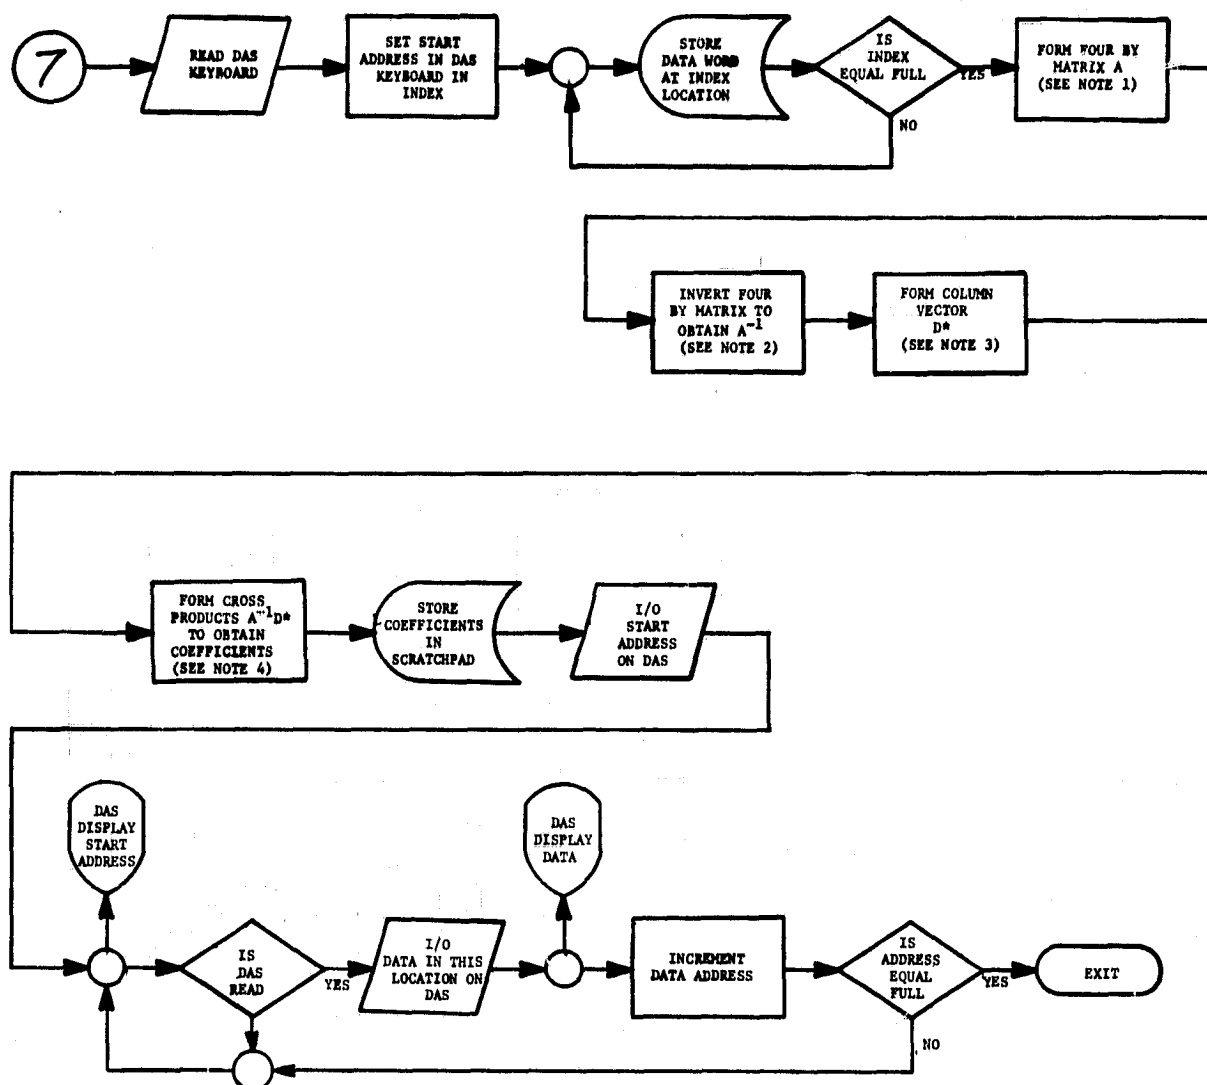 7
READ DAS
KEYBOARD
SET START
ADDRESS IN DAS
KEYBOARD IN
INDEX
STORE
DATA WORD
AT INDEX
LOCATION
IS
INDEX
EQUAL FULL
YES
NO
FORM FOUR BY
MATRIX A
(SEE NOTE 1)
INVERT FOUR
BY MATRIX TO
OBTAIN A⁻¹
(SEE NOTE 2)
FORM COLUMN
VECTOR
D*
(SEE NOTE 3)
FORM CROSS
PRODUCTS A⁻¹D*
TO OBTAIN
COEFFICIENTS
(SEE NOTE 4)
STORE
COEFFICIENTS
IN
SCRATCHPAD
I/O
START
ADDRESS
ON DAS
DAS
DISPLAY
START
ADDRESS
IS
DAS
READ
YES
I/O
DATA IN THIS
LOCATION ON
DAS
DAS
DISPLAY
DATA
INCREMENT
DATA ADDRESS
IS
ADDRESS
EQUAL
FULL
YES
NO
EXIT